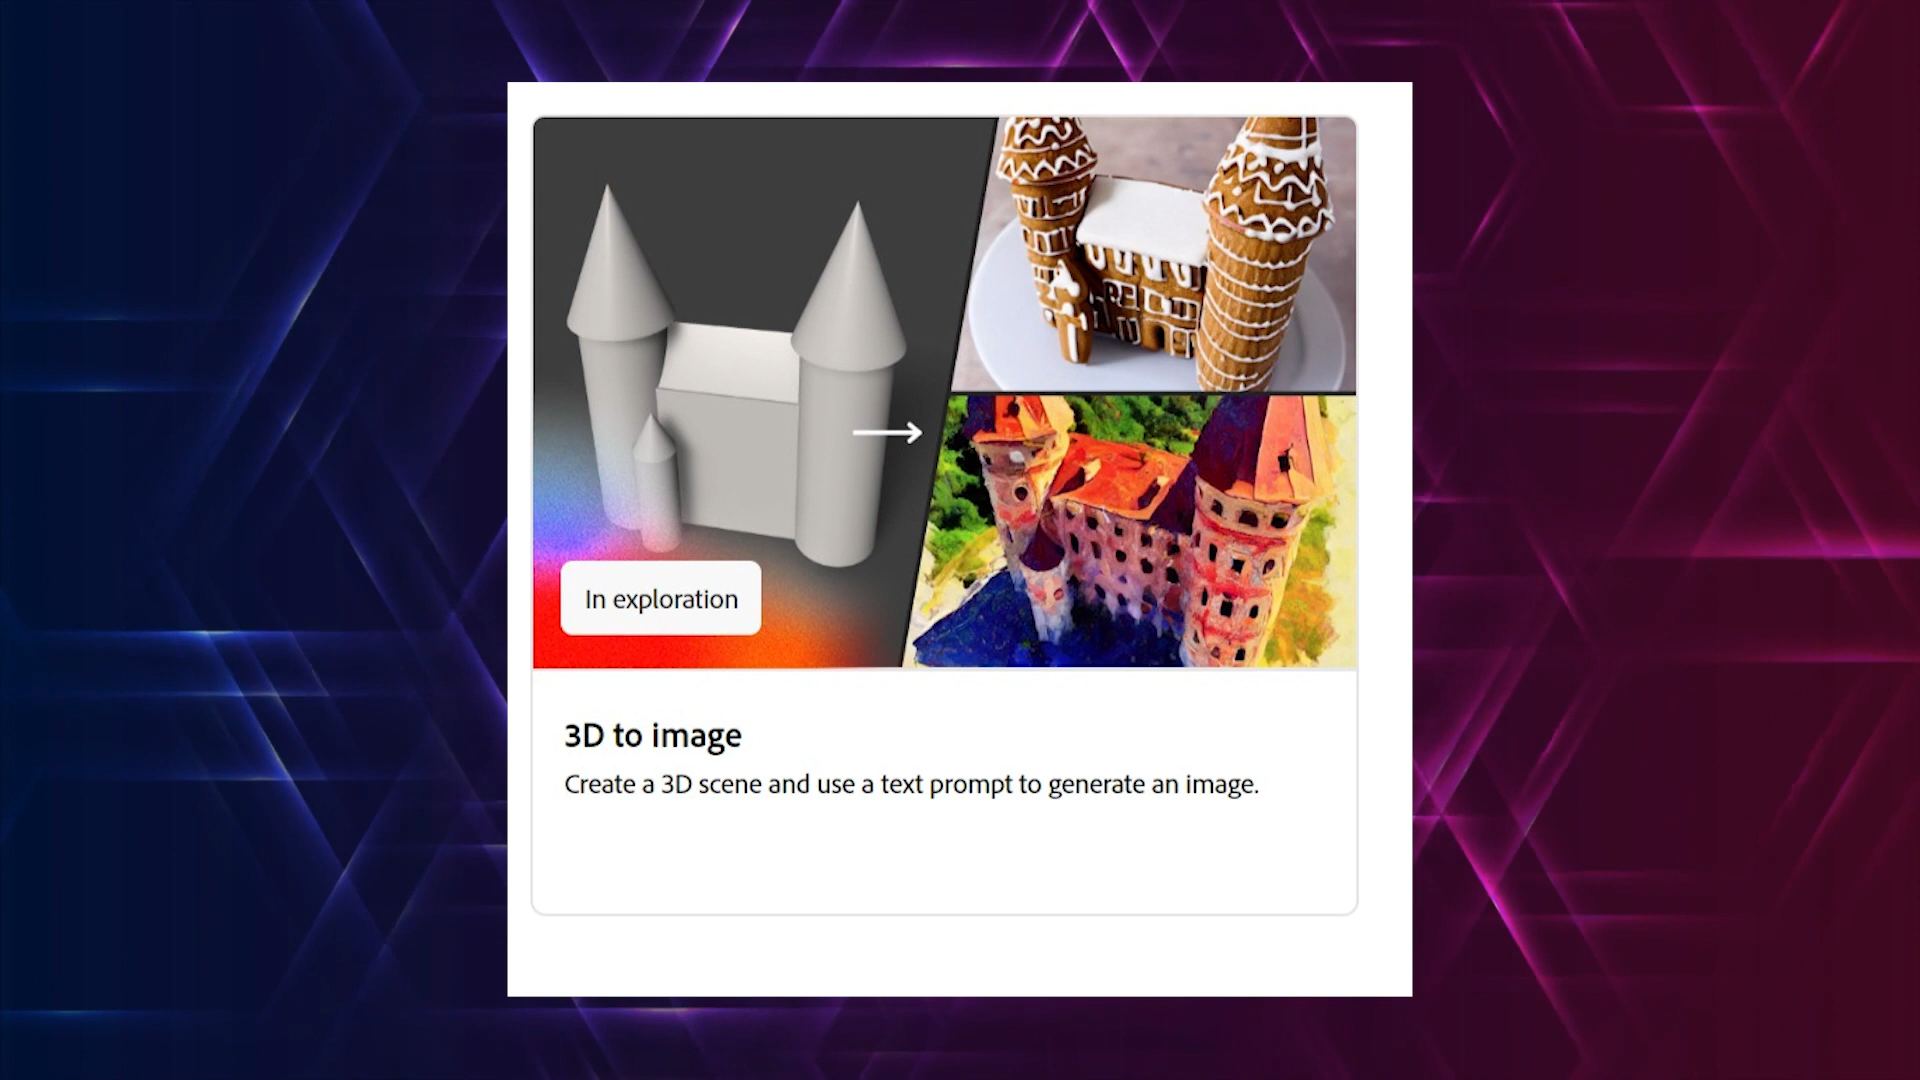 In exploration
3D to image
Create a 3D scene and use a text prompt to generate an image.